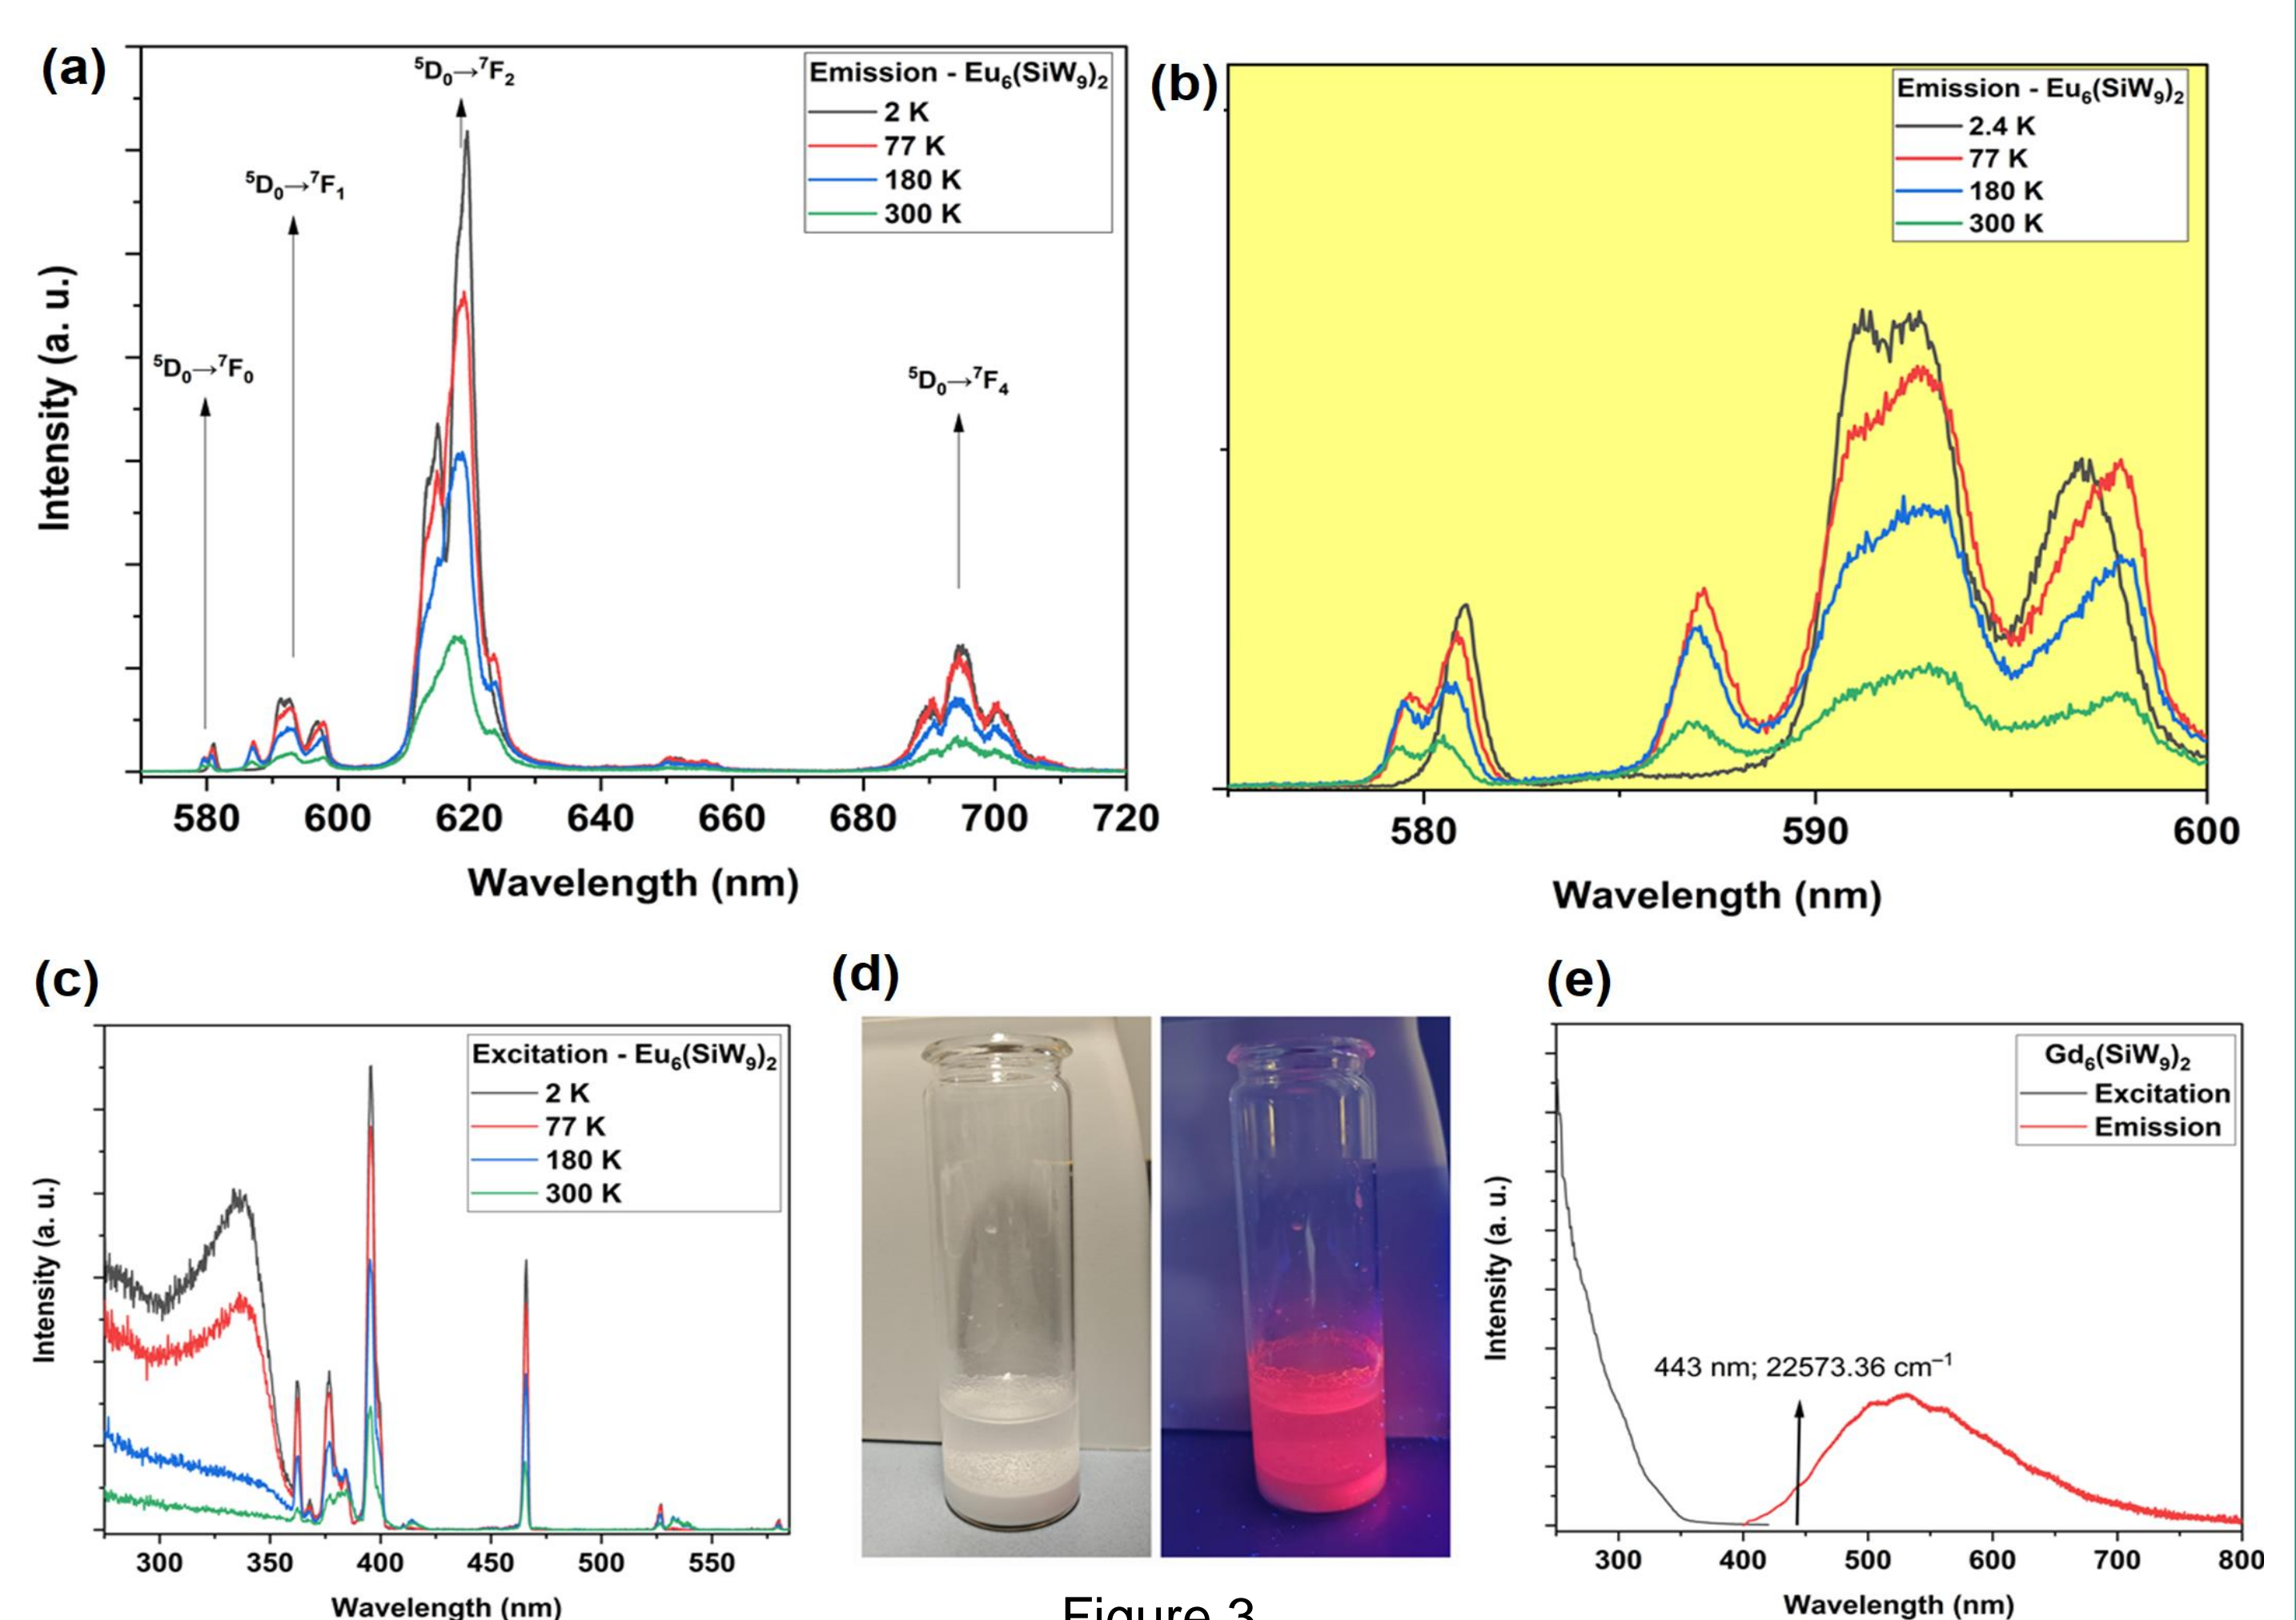 (a)
⁵D₀→⁷F₂
⁵D₀→⁷F₁
⁵D₀→⁷F₀
⁵D₀→⁷F₄
Emission - Eu₆(SiW₉)₂
2 K
77 K
180 K
300 K
Intensity (a. u.)
580 600 620 640 660 680 700 720
Wavelength (nm)
(b)
Emission - Eu₆(SiW₉)₂
2.4 K
77 K
180 K
300 K
580 590 600
Wavelength (nm)
(c)
Excitation - Eu₆(SiW₉)₂
2 K
77 K
180 K
300 K
Intensity (a. u.)
300 350 400 450 500 550
Wavelength (nm)
(d)
(e)
Gd₆(SiW₉)₂
Excitation
Emission
443 nm; 22573.36 cm⁻¹
Intensity (a. u.)
300 400 500 600 700 800
Wavelength (nm)
Figure 3